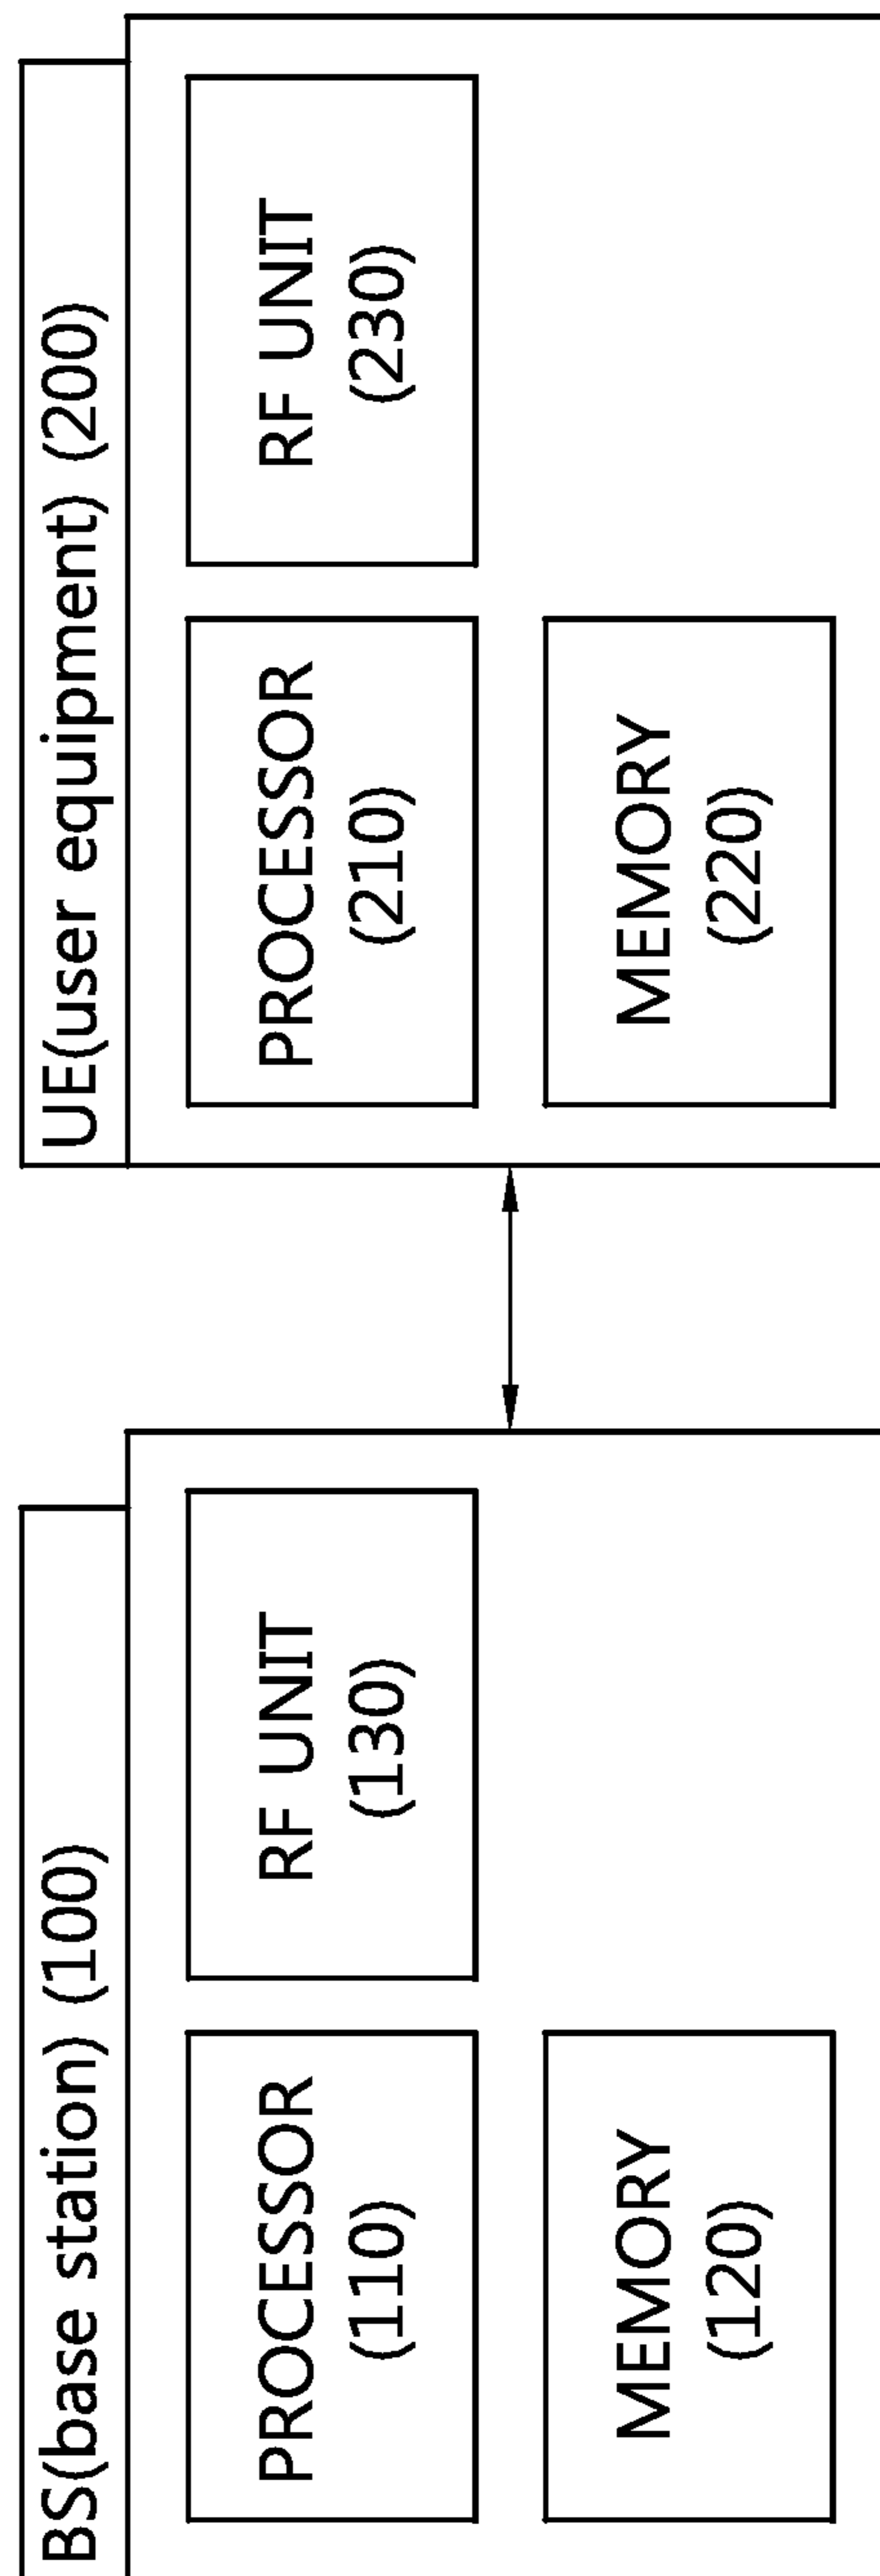 BS(base station) (100)
PROCESSOR
(110)
RF UNIT
(130)
MEMORY
(120)
UE(user equipment) (200)
PROCESSOR
(210)
RF UNIT
(230)
MEMORY
(220)